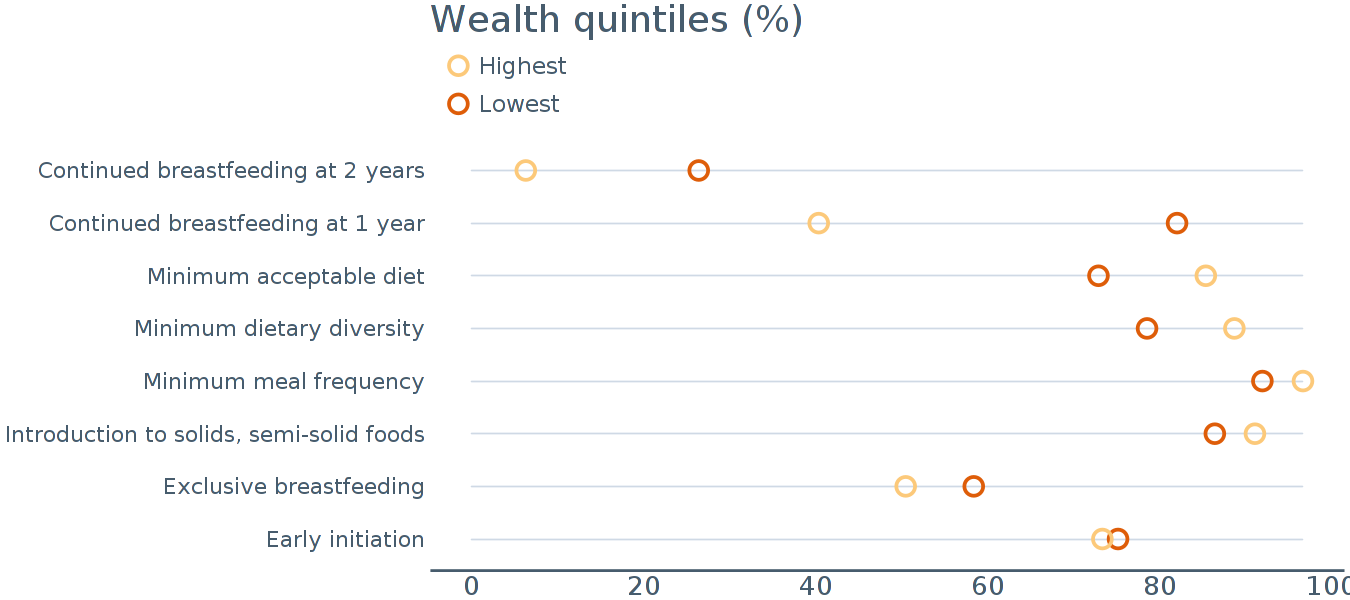 Wealth quintiles (%)
Highest
Lowest
Continued breastfeeding at 2 years
Continued breastfeeding at 1 year
Minimum acceptable diet
Minimum dietary diversity
Minimum meal frequency
Introduction to solids, semi-solid foods
Exclusive breastfeeding
Early initiation
0 20 40 60 80 100